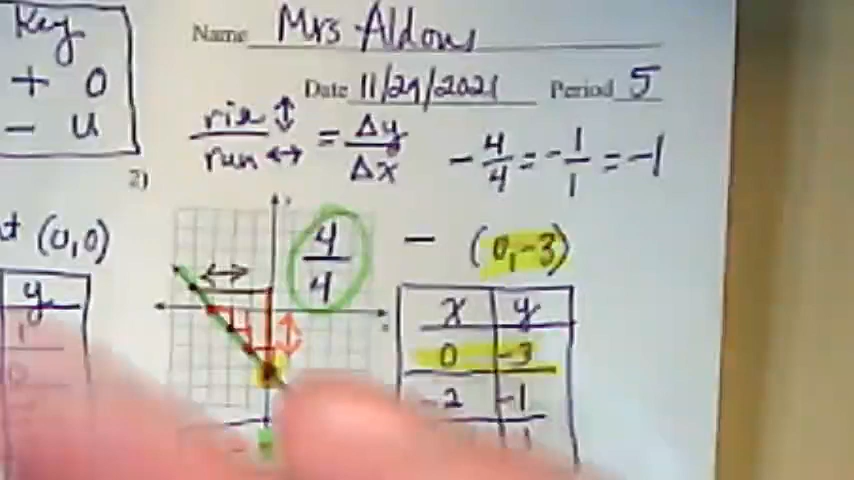 Key
+ 0
- u
Name Mrs Aldous
Date 11/29/2021 Period 5
rise ↕ / run ↔ = Δy / Δx
- 4/4 = - 1/1 = -1
2)
(0,0)
y
1
4/4
- (0,-3)
x y
0 -3
-2 -1